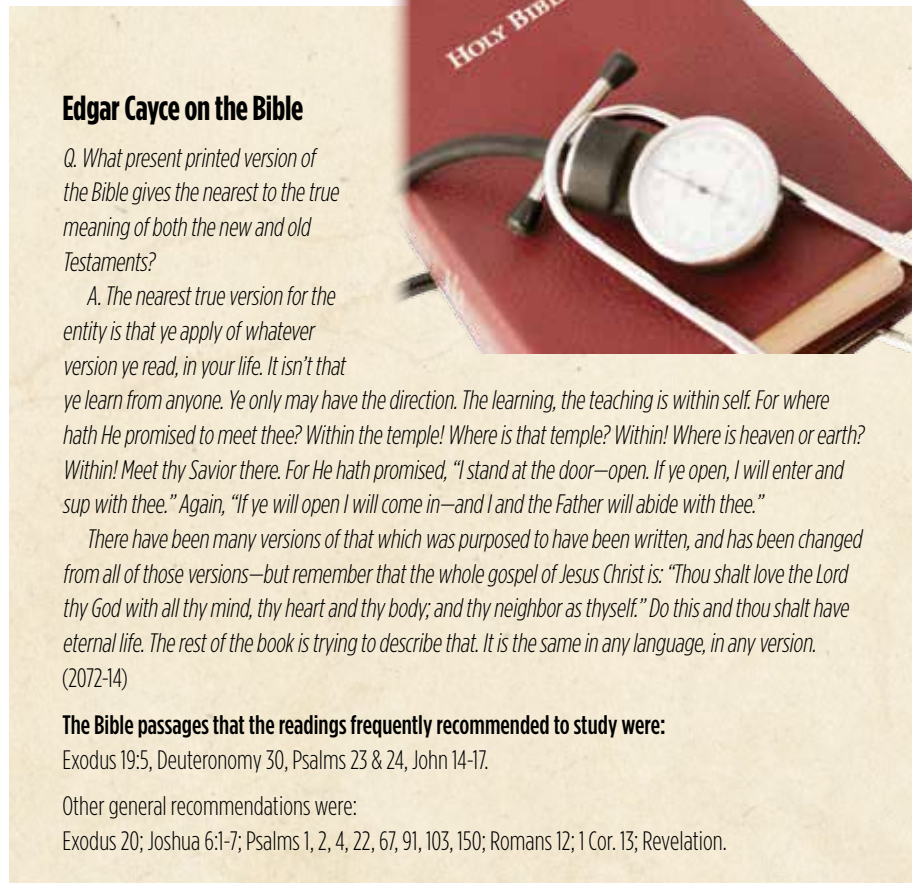 HOLY BIBL
Edgar Cayce on the Bible
Q. What present printed version of
the Bible gives the nearest to the true
meaning of both the new and old
Testaments?
A. The nearest true version for the
entity is that ye apply of whatever
version ye read, in your life. It isn’t that
ye learn from anyone. Ye only may have the direction. The learning, the teaching is within self. For where
hath He promised to meet thee? Within the temple! Where is that temple? Within! Where is heaven or earth?
Within! Meet thy Savior there. For He hath promised, “I stand at the door—open. If ye open, I will enter and
sup with thee.” Again, “If ye will open I will come in—and I and the Father will abide with thee.”
There have been many versions of that which was purposed to have been written, and has been changed
from all of those versions—but remember that the whole gospel of Jesus Christ is: “Thou shalt love the Lord
thy God with all thy mind, thy heart and thy body; and thy neighbor as thyself.” Do this and thou shalt have
eternal life. The rest of the book is trying to describe that. It is the same in any language, in any version.
(2072-14)
The Bible passages that the readings frequently recommended to study were:
Exodus 19:5, Deuteronomy 30, Psalms 23 & 24, John 14-17.
Other general recommendations were:
Exodus 20; Joshua 6:1-7; Psalms 1, 2, 4, 22, 67, 91, 103, 150; Romans 12; 1 Cor. 13; Revelation.